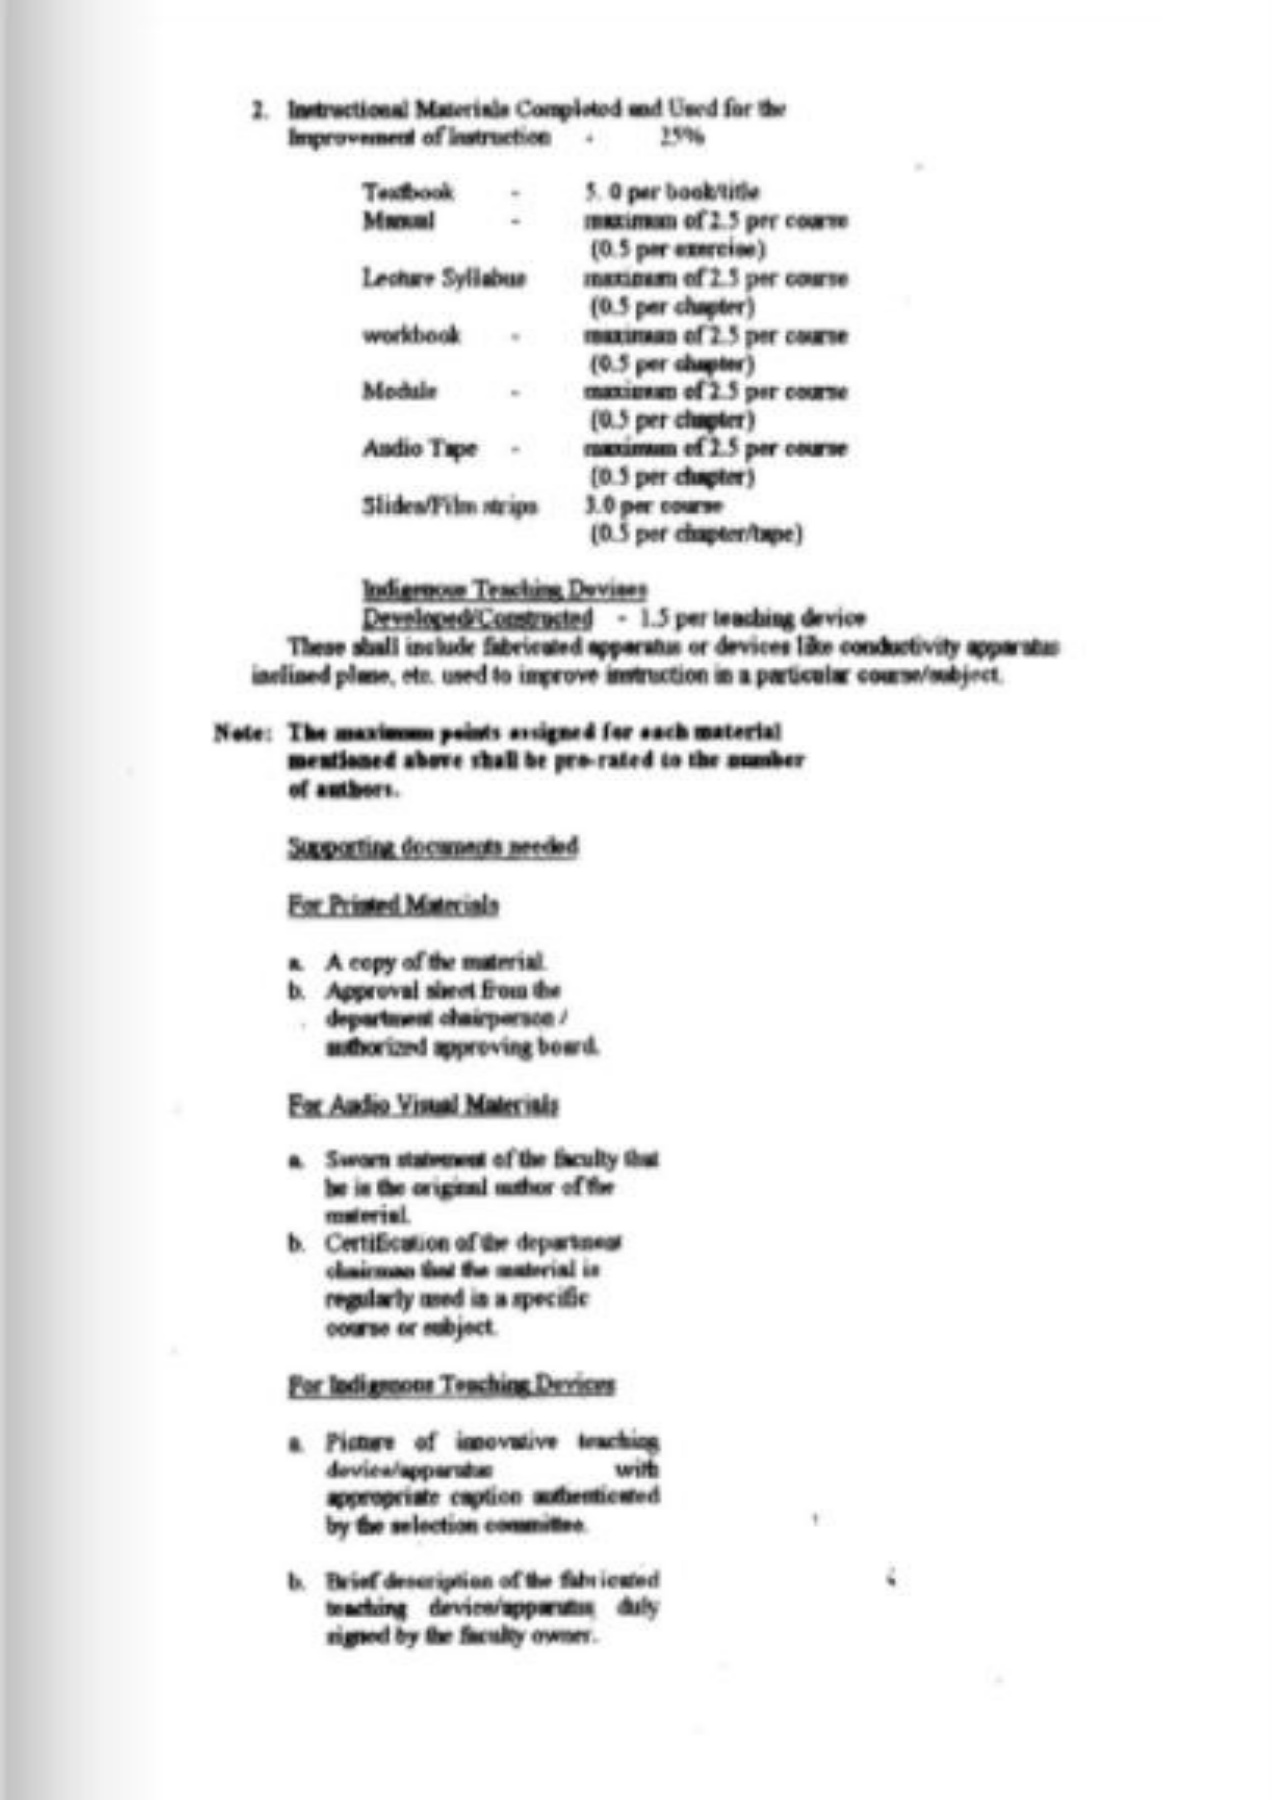 2. Instructional Materials Completed and Used for the
Improvement of Instruction - 25%
Textbook - 5. 0 per book/title
Manual - maximum of 2.5 per course
(0.5 per exercise)
Lecture Syllabus maximum of 2.5 per course
(0.5 per chapter)
workbook - maximum of 2.5 per course
(0.5 per chapter)
Module - maximum of 2.5 per course
(0.5 per chapter)
Audio Tape - maximum of 2.5 per course
(0.5 per chapter)
Slides/Film strips 3.0 per course
(0.5 per chapter/tape)
Indigenous Teaching Devises
Developed/Constructed - 1.5 per teaching device
These shall include fabricated apparatus or devices like conductivity apparatus
inclined plane, etc. used to improve instruction in a particular course/subject.
Note: The maximum points assigned for each material
mentioned above shall be pro-rated to the number
of authors.
Supporting documents needed
For Printed Materials
a. A copy of the material.
b. Approval sheet from the
department chairperson /
authorized approving board.
For Audio Visual Materials
a. Sworn statement of the faculty that
he is the original author of the
material.
b. Certification of the department
chairman that the material is
regularly used in a specific
course or subject.
For Indigenous Teaching Devices
a. Picture of innovative teaching
device/apparatus with
appropriate caption authenticated
by the selection committee.
b. Brief description of the fabricated
teaching device/apparatus duly
signed by the faculty owner.